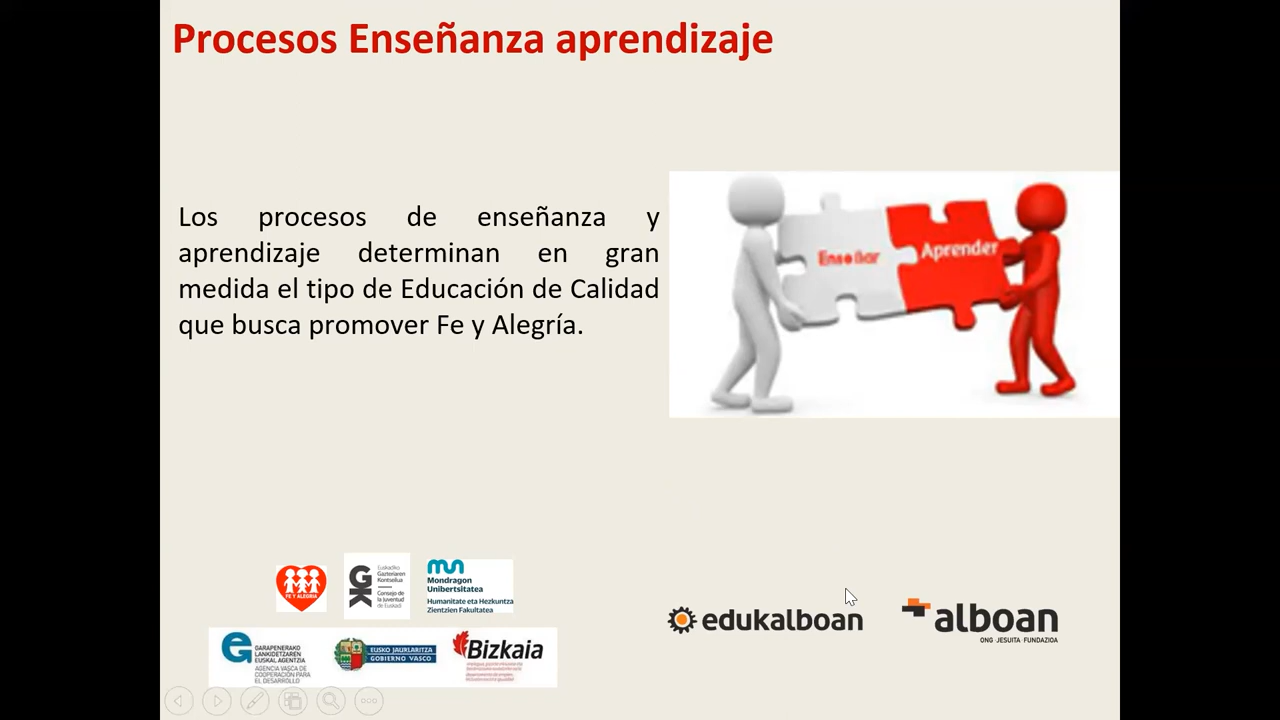 Procesos Enseñanza aprendizaje
Los procesos de enseñanza y
aprendizaje determinan en gran
medida el tipo de Educación de Calidad
que busca promover Fe y Alegría.
Enseñar
Aprender
FE Y ALEGRIA
GK
Euskadiko
Gazteriaren
Kontseilua
Consejo de
la Juventud
de Euskadi
Mondragon
Unibertsitatea
Humanitate eta Hezkuntza
Zientzien Fakultatea
GARAPENERAKO
LANKIDETZAREN
EUSKAL AGENTZIA
AGENCIA VASCA DE
COOPERACIÓN PARA
EL DESARROLLO
EUSKO JAURLARITZA
GOBIERNO VASCO
Bizkaia
edukalboan
alboan
ONG JESUITA FUNDAZIOA